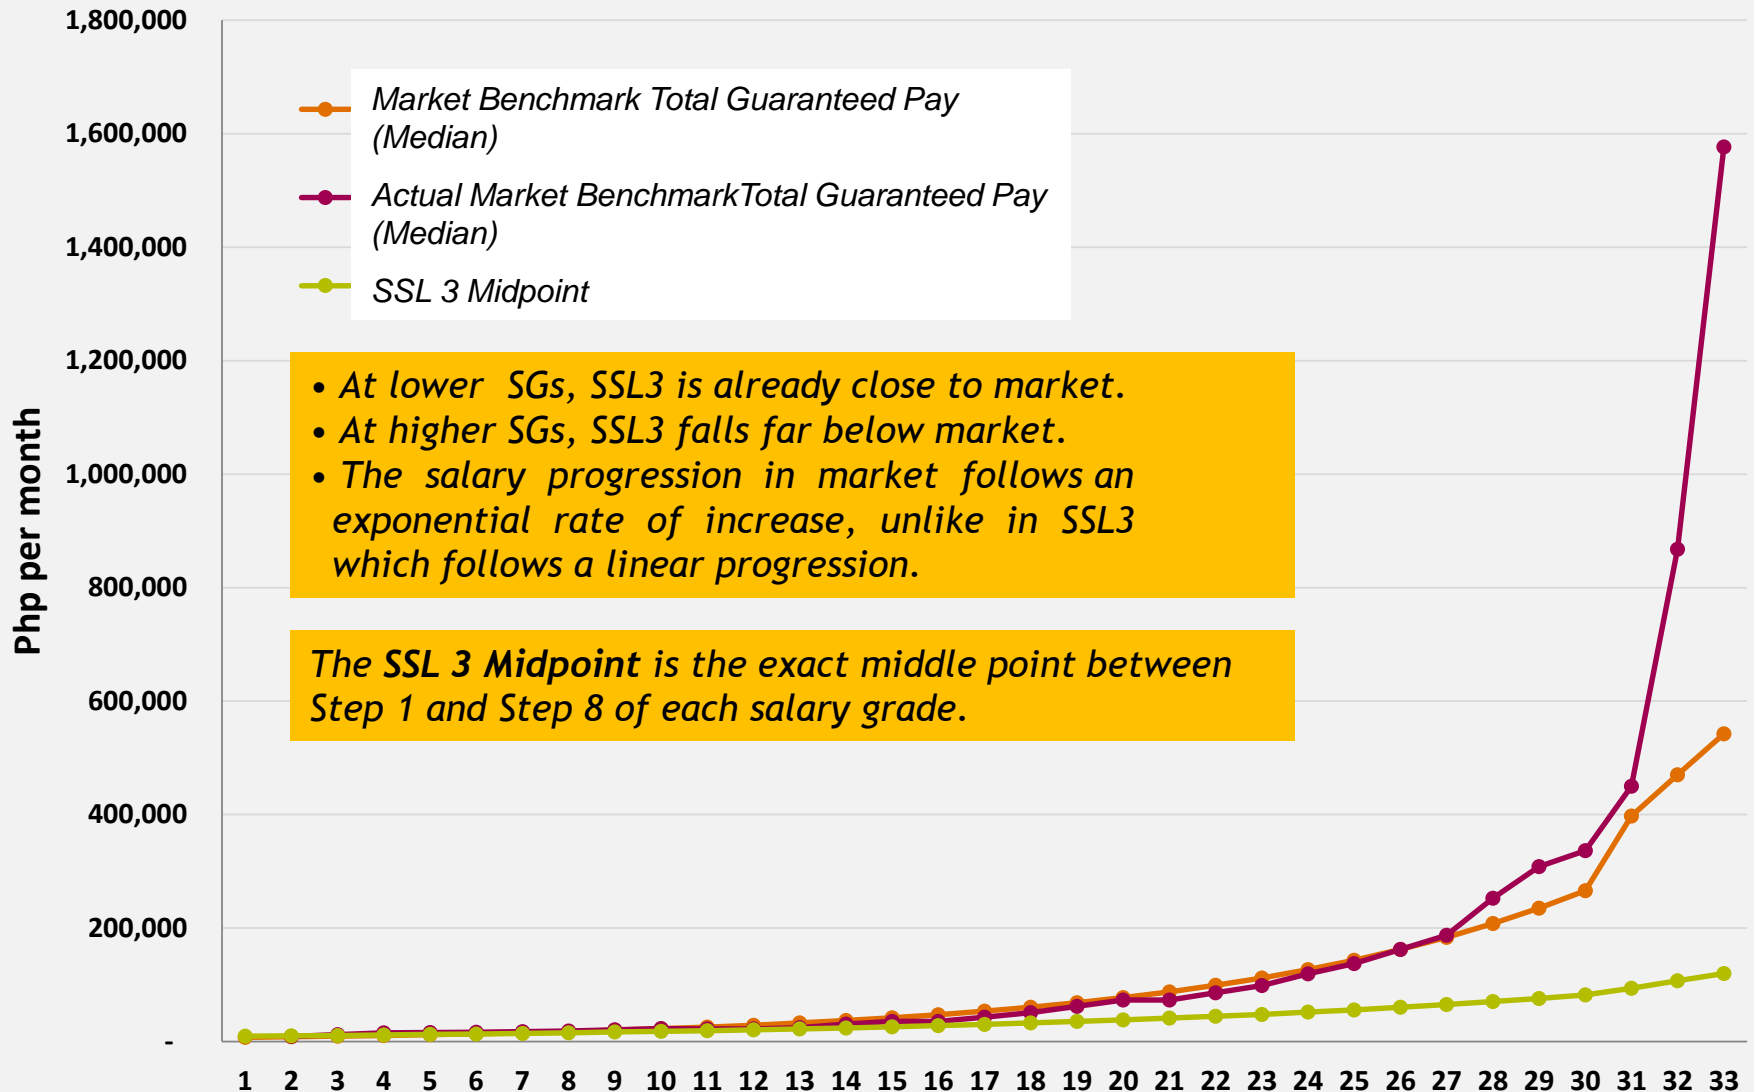 1,800,000
1,600,000
1,400,000
1,200,000
1,000,000
800,000
600,000
400,000
200,000
-
Php per month
Market Benchmark Total Guaranteed Pay
(Median)
Actual Market BenchmarkTotal Guaranteed Pay
(Median)
SSL 3 Midpoint
• At lower SGs, SSL3 is already close to market.
• At higher SGs, SSL3 falls far below market.
• The salary progression in market follows an
exponential rate of increase, unlike in SSL3
which follows a linear progression.
The SSL 3 Midpoint is the exact middle point between
Step 1 and Step 8 of each salary grade.
1 2 3 4 5 6 7 8 9 10 11 12 13 14 15 16 17 18 19 20 21 22 23 24 25 26 27 28 29 30 31 32 33